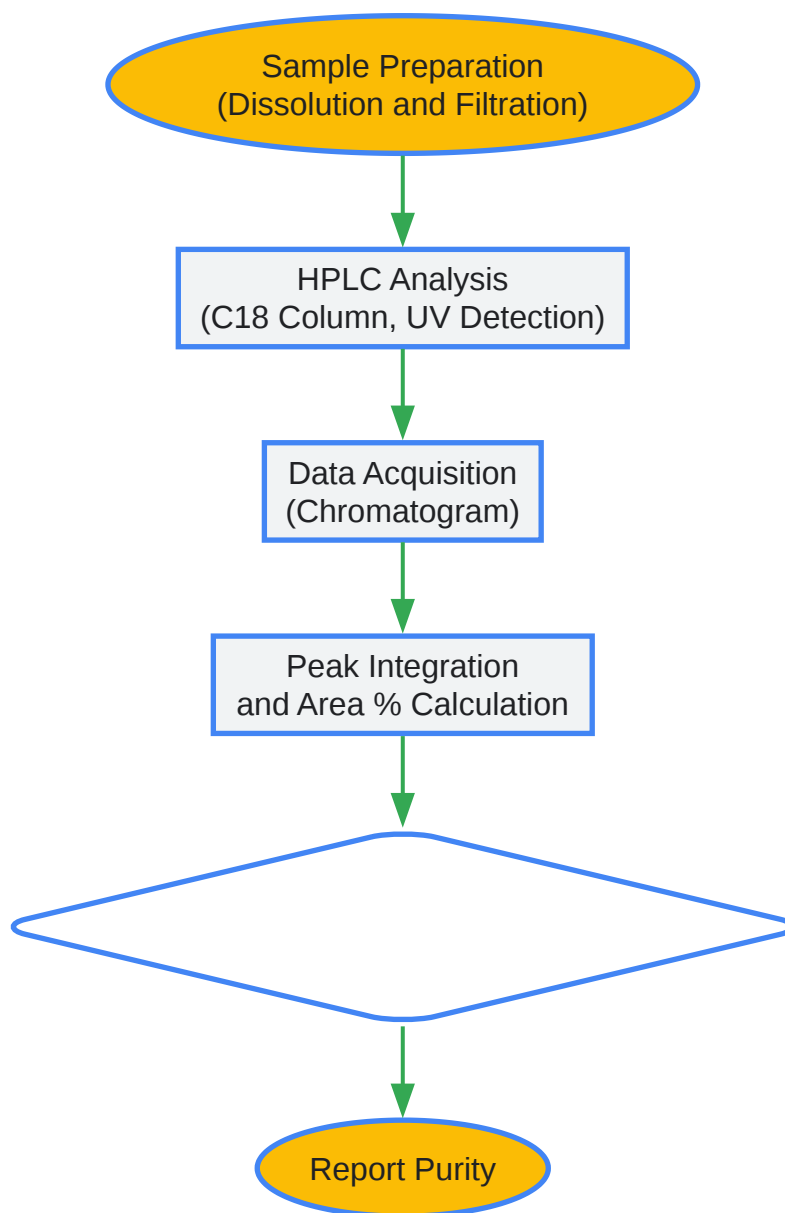 Sample Preparation
(Dissolution and Filtration)
HPLC Analysis
(C18 Column, UV Detection)
Data Acquisition
(Chromatogram)
Peak Integration
and Area % Calculation
Report Purity